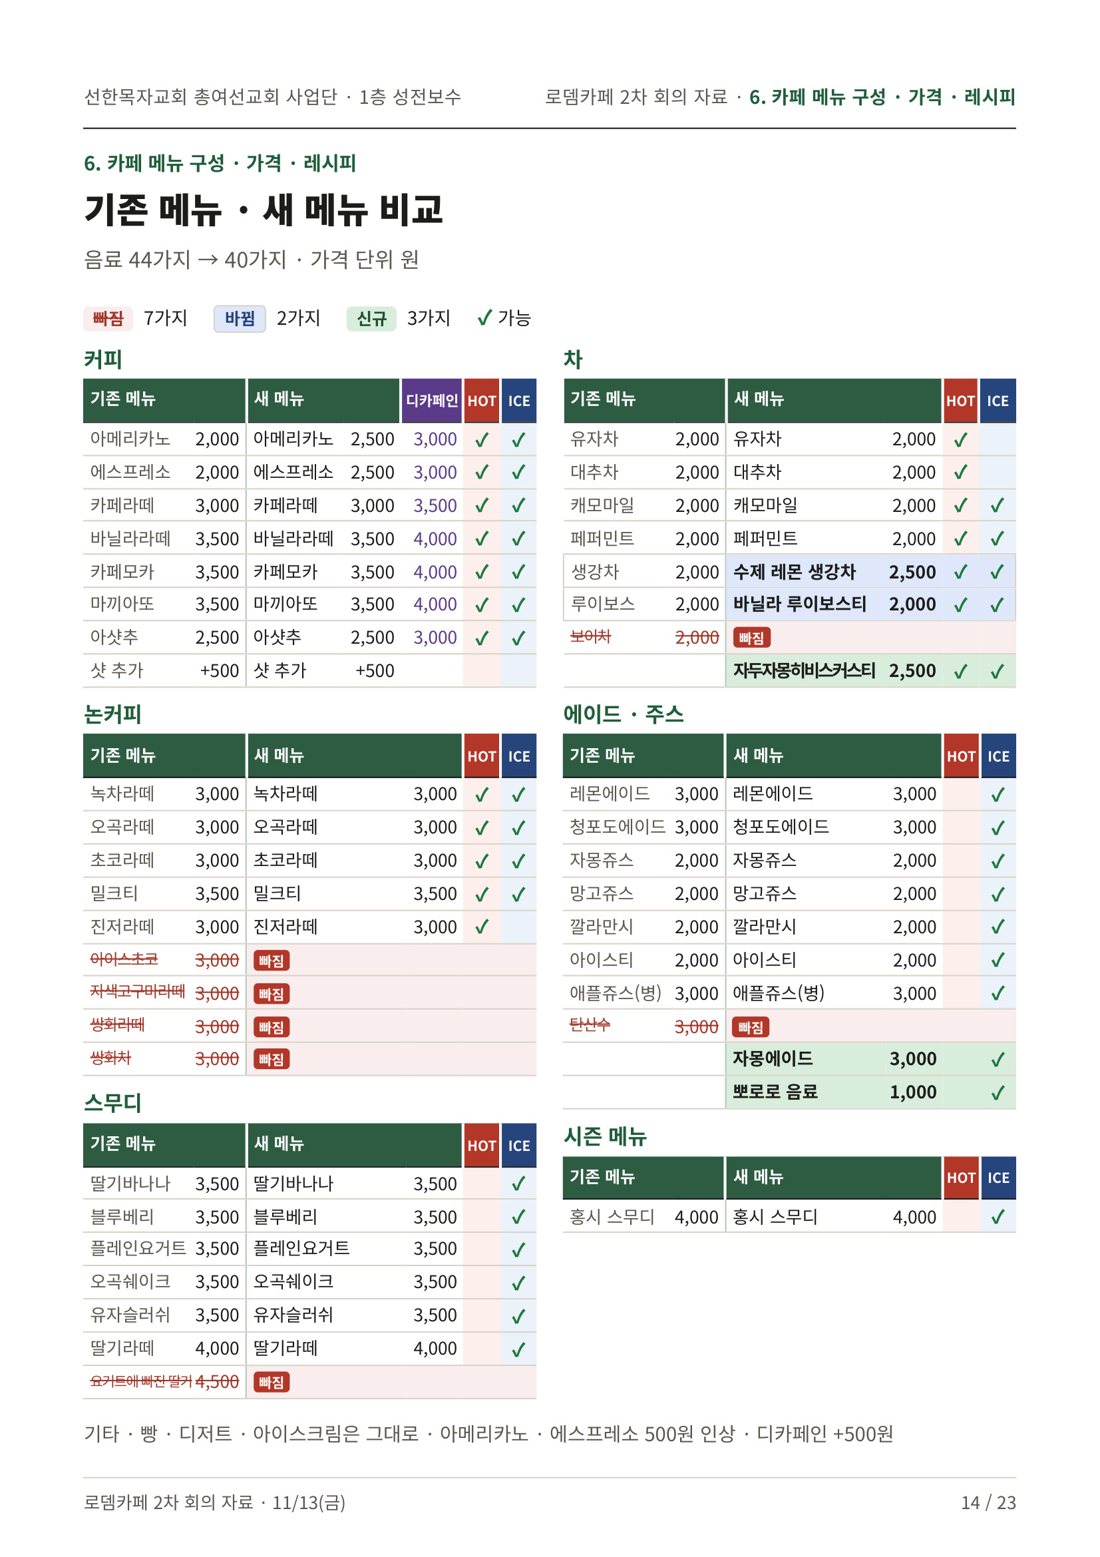 선한목자교회 총여선교회 사업단 · 1층 성전보수
로뎀카페 2차 회의 자료 · 6. 카페 메뉴 구성 · 가격 · 레시피
6. 카페 메뉴 구성 · 가격 · 레시피
기존 메뉴 · 새 메뉴 비교
음료 44가지 → 40가지 · 가격 단위 원
빠짐 7가지 바뀜 2가지 신규 3가지 ✓ 가능
커피
기존 메뉴 새 메뉴 디카페인 HOT ICE
아메리카노 2,000 아메리카노 2,500 3,000 ✓ ✓
에스프레소 2,000 에스프레소 2,500 3,000 ✓ ✓
카페라떼 3,000 카페라떼 3,000 3,500 ✓ ✓
바닐라라떼 3,500 바닐라라떼 3,500 4,000 ✓ ✓
카페모카 3,500 카페모카 3,500 4,000 ✓ ✓
마끼아또 3,500 마끼아또 3,500 4,000 ✓ ✓
아샷추 2,500 아샷추 2,500 3,000 ✓ ✓
샷 추가 +500 샷 추가 +500
논커피
기존 메뉴 새 메뉴 HOT ICE
녹차라떼 3,000 녹차라떼 3,000 ✓ ✓
오곡라떼 3,000 오곡라떼 3,000 ✓ ✓
초코라떼 3,000 초코라떼 3,000 ✓ ✓
밀크티 3,500 밀크티 3,500 ✓ ✓
진저라떼 3,000 진저라떼 3,000 ✓
아이스초코 3,000 빠짐
자색고구마라떼 3,000 빠짐
쌍화라떼 3,000 빠짐
쌍화차 3,000 빠짐
스무디
기존 메뉴 새 메뉴 HOT ICE
딸기바나나 3,500 딸기바나나 3,500 ✓
블루베리 3,500 블루베리 3,500 ✓
플레인요거트 3,500 플레인요거트 3,500 ✓
오곡쉐이크 3,500 오곡쉐이크 3,500 ✓
유자슬러쉬 3,500 유자슬러쉬 3,500 ✓
딸기라떼 4,000 딸기라떼 4,000 ✓
요거트에 빠진 딸기 4,500 빠짐
차
기존 메뉴 새 메뉴 HOT ICE
유자차 2,000 유자차 2,000 ✓
대추차 2,000 대추차 2,000 ✓
캐모마일 2,000 캐모마일 2,000 ✓ ✓
페퍼민트 2,000 페퍼민트 2,000 ✓ ✓
생강차 2,000 수제 레몬 생강차 2,500 ✓ ✓
루이보스 2,000 바닐라 루이보스티 2,000 ✓ ✓
보이차 2,000 빠짐
자두자몽히비스커스티 2,500 ✓ ✓
에이드 · 주스
기존 메뉴 새 메뉴 HOT ICE
레몬에이드 3,000 레몬에이드 3,000 ✓
청포도에이드 3,000 청포도에이드 3,000 ✓
자몽쥬스 2,000 자몽쥬스 2,000 ✓
망고쥬스 2,000 망고쥬스 2,000 ✓
깔라만시 2,000 깔라만시 2,000 ✓
아이스티 2,000 아이스티 2,000 ✓
애플쥬스(병) 3,000 애플쥬스(병) 3,000 ✓
탄산수 3,000 빠짐
자몽에이드 3,000 ✓
뽀로로 음료 1,000 ✓
시즌 메뉴
기존 메뉴 새 메뉴 HOT ICE
홍시 스무디 4,000 홍시 스무디 4,000 ✓
기타 · 빵 · 디저트 · 아이스크림은 그대로 · 아메리카노 · 에스프레소 500원 인상 · 디카페인 +500원
로뎀카페 2차 회의 자료 · 11/13(금)
14 / 23